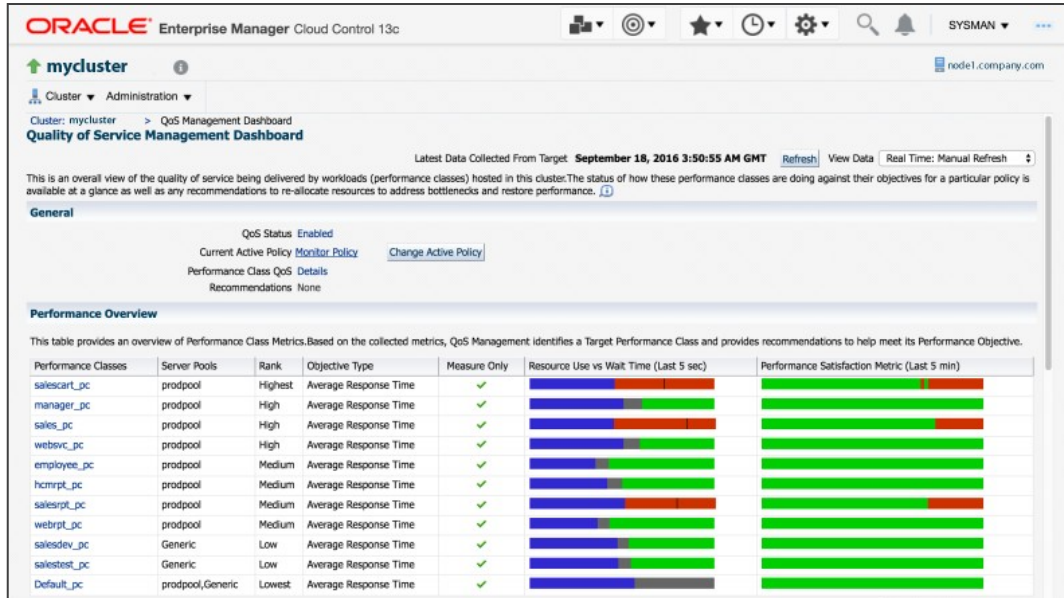 ORACLE® Enterprise Manager Cloud Control 13c
SYSMAN
mycluster
node1.company.com
Cluster Administration
Cluster: mycluster > QoS Management Dashboard
Quality of Service Management Dashboard
Latest Data Collected From Target September 18, 2016 3:50:55 AM GMT Refresh View Data Real Time: Manual Refresh
This is an overall view of the quality of service being delivered by workloads (performance classes) hosted in this cluster.The status of how these performance classes are doing against their objectives for a particular policy is
available at a glance as well as any recommendations to re-allocate resources to address bottlenecks and restore performance.
General
QoS Status Enabled
Current Active Policy Monitor Policy Change Active Policy
Performance Class QoS Details
Recommendations None
Performance Overview
This table provides an overview of Performance Class Metrics.Based on the collected metrics, QoS Management identifies a Target Performance Class and provides recommendations to help meet its Performance Objective.
Performance Classes Server Pools Rank Objective Type Measure Only Resource Use vs Wait Time (Last 5 sec) Performance Satisfaction Metric (Last 5 min)
salescart_pc prodpool Highest Average Response Time
manager_pc prodpool High Average Response Time
sales_pc prodpool High Average Response Time
websvc_pc prodpool High Average Response Time
employee_pc prodpool Medium Average Response Time
hcmrpt_pc prodpool Medium Average Response Time
salesrpt_pc prodpool Medium Average Response Time
webrpt_pc prodpool Medium Average Response Time
salesdev_pc Generic Low Average Response Time
salestest_pc Generic Low Average Response Time
Default_pc prodpool,Generic Lowest Average Response Time